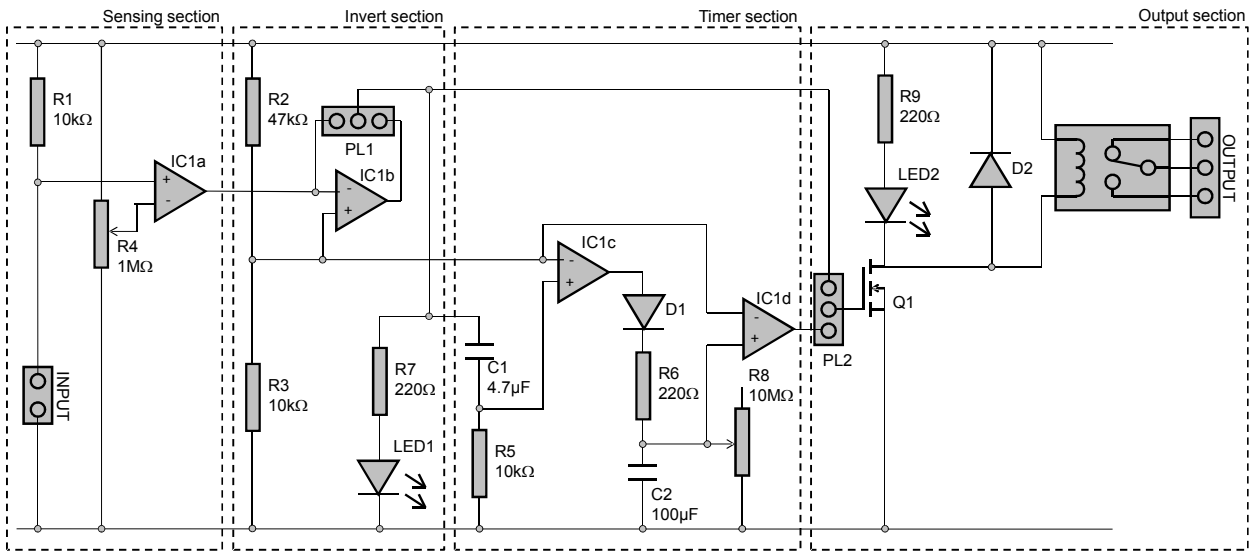 Sensing section
Invert section
Timer section
Output section
R1
10kΩ
IC1a
+
-
R4
1MΩ
INPUT
R2
47kΩ
PL1
IC1b
-
+
R3
10kΩ
R7
220Ω
LED1
IC1c
-
+
C1
4.7µF
R5
10kΩ
D1
R6
220Ω
C2
100µF
IC1d
-
+
R8
10MΩ
PL2
R9
220Ω
LED2
Q1
D2
OUTPUT